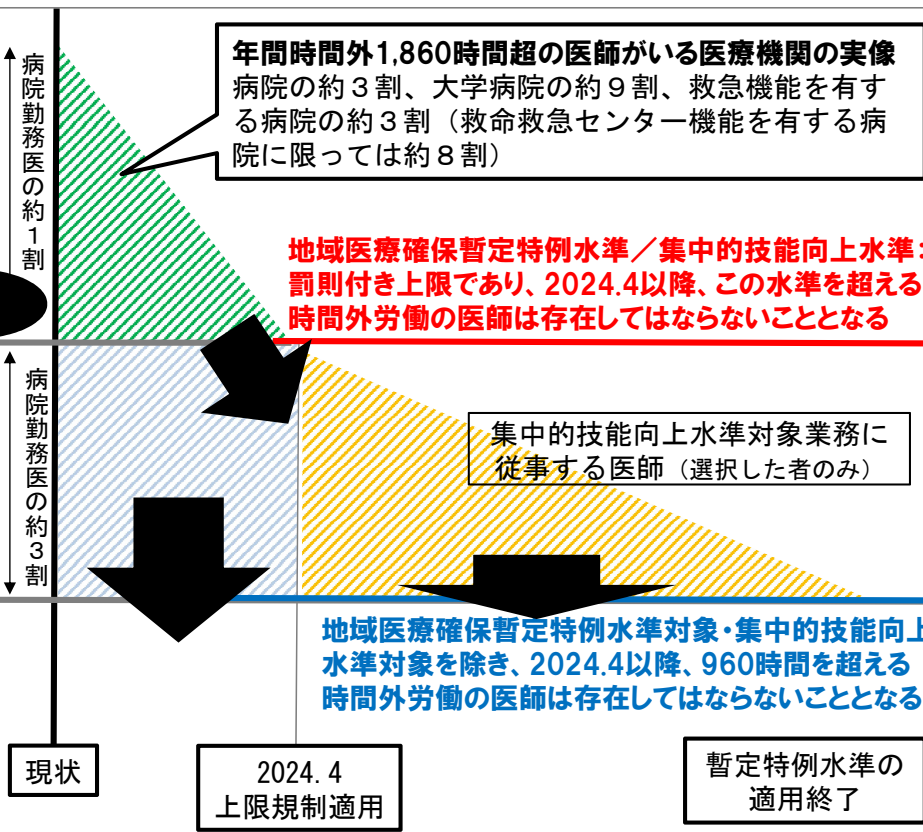 病院勤務医の約１割
年間時間外1,860時間超の医師がいる医療機関の実像
病院の約３割、大学病院の約９割、救急機能を有す
る病院の約３割（救命救急センター機能を有する病
院に限っては約８割）
地域医療確保暫定特例水準／集中的技能向上水準：
罰則付き上限であり、2024.4以降、この水準を超える
時間外労働の医師は存在してはならないこととなる
病院勤務医の約３割
集中的技能向上水準対象業務に
従事する医師（選択した者のみ）
地域医療確保暫定特例水準対象・集中的技能向上
水準対象を除き、2024.4以降、960時間を超える
時間外労働の医師は存在してはならないこととなる
現状
2024.4
上限規制適用
暫定特例水準の
適用終了